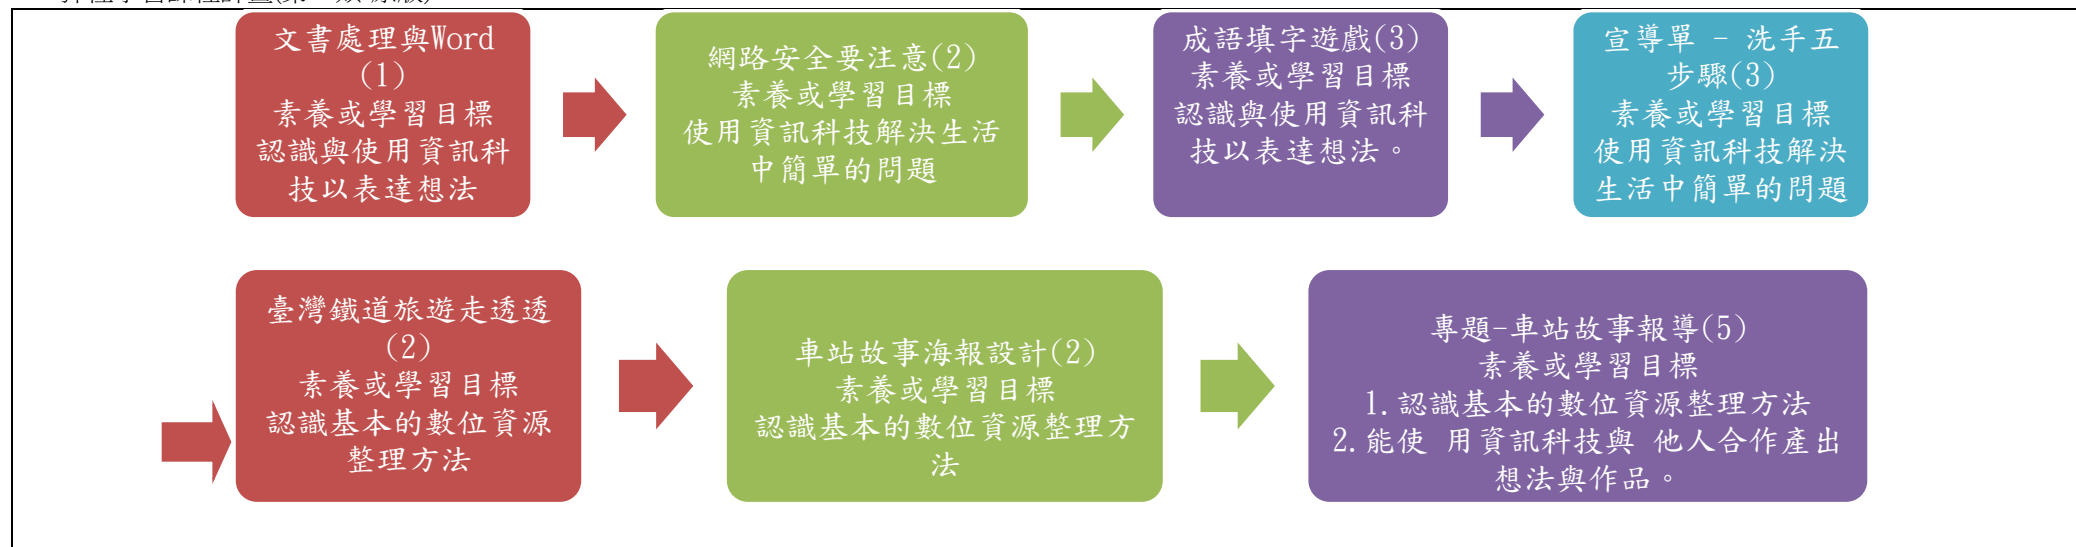 文書處理與Word
(1)
素養或學習目標
認識與使用資訊科
技以表達想法
網路安全要注意(2)
素養或學習目標
使用資訊科技解決生活
中簡單的問題
成語填字遊戲(3)
素養或學習目標
認識與使用資訊科
技以表達想法。
宣導單 - 洗手五
步驟(3)
素養或學習目標
使用資訊科技解決
生活中簡單的問題
臺灣鐵道旅遊走透透
(2)
素養或學習目標
認識基本的數位資源
整理方法
車站故事海報設計(2)
素養或學習目標
認識基本的數位資源整理方
法
專題-車站故事報導(5)
素養或學習目標
1.認識基本的數位資源整理方法
2.能使 用資訊科技與 他人合作產出
想法與作品。